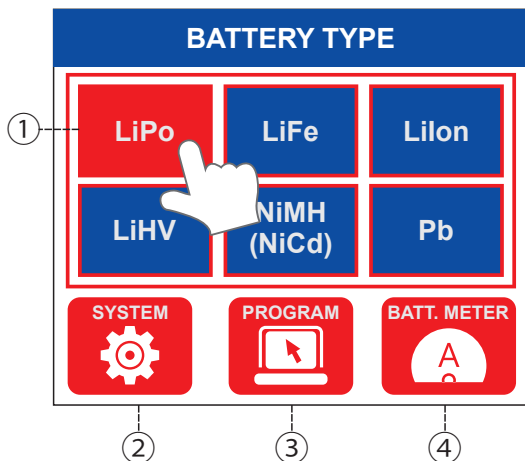 BATTERY TYPE
① LiPo LiFe LiIon
LiHV NiMH (NiCd) Pb
SYSTEM PROGRAM BATT. METER
A
② ③ ④